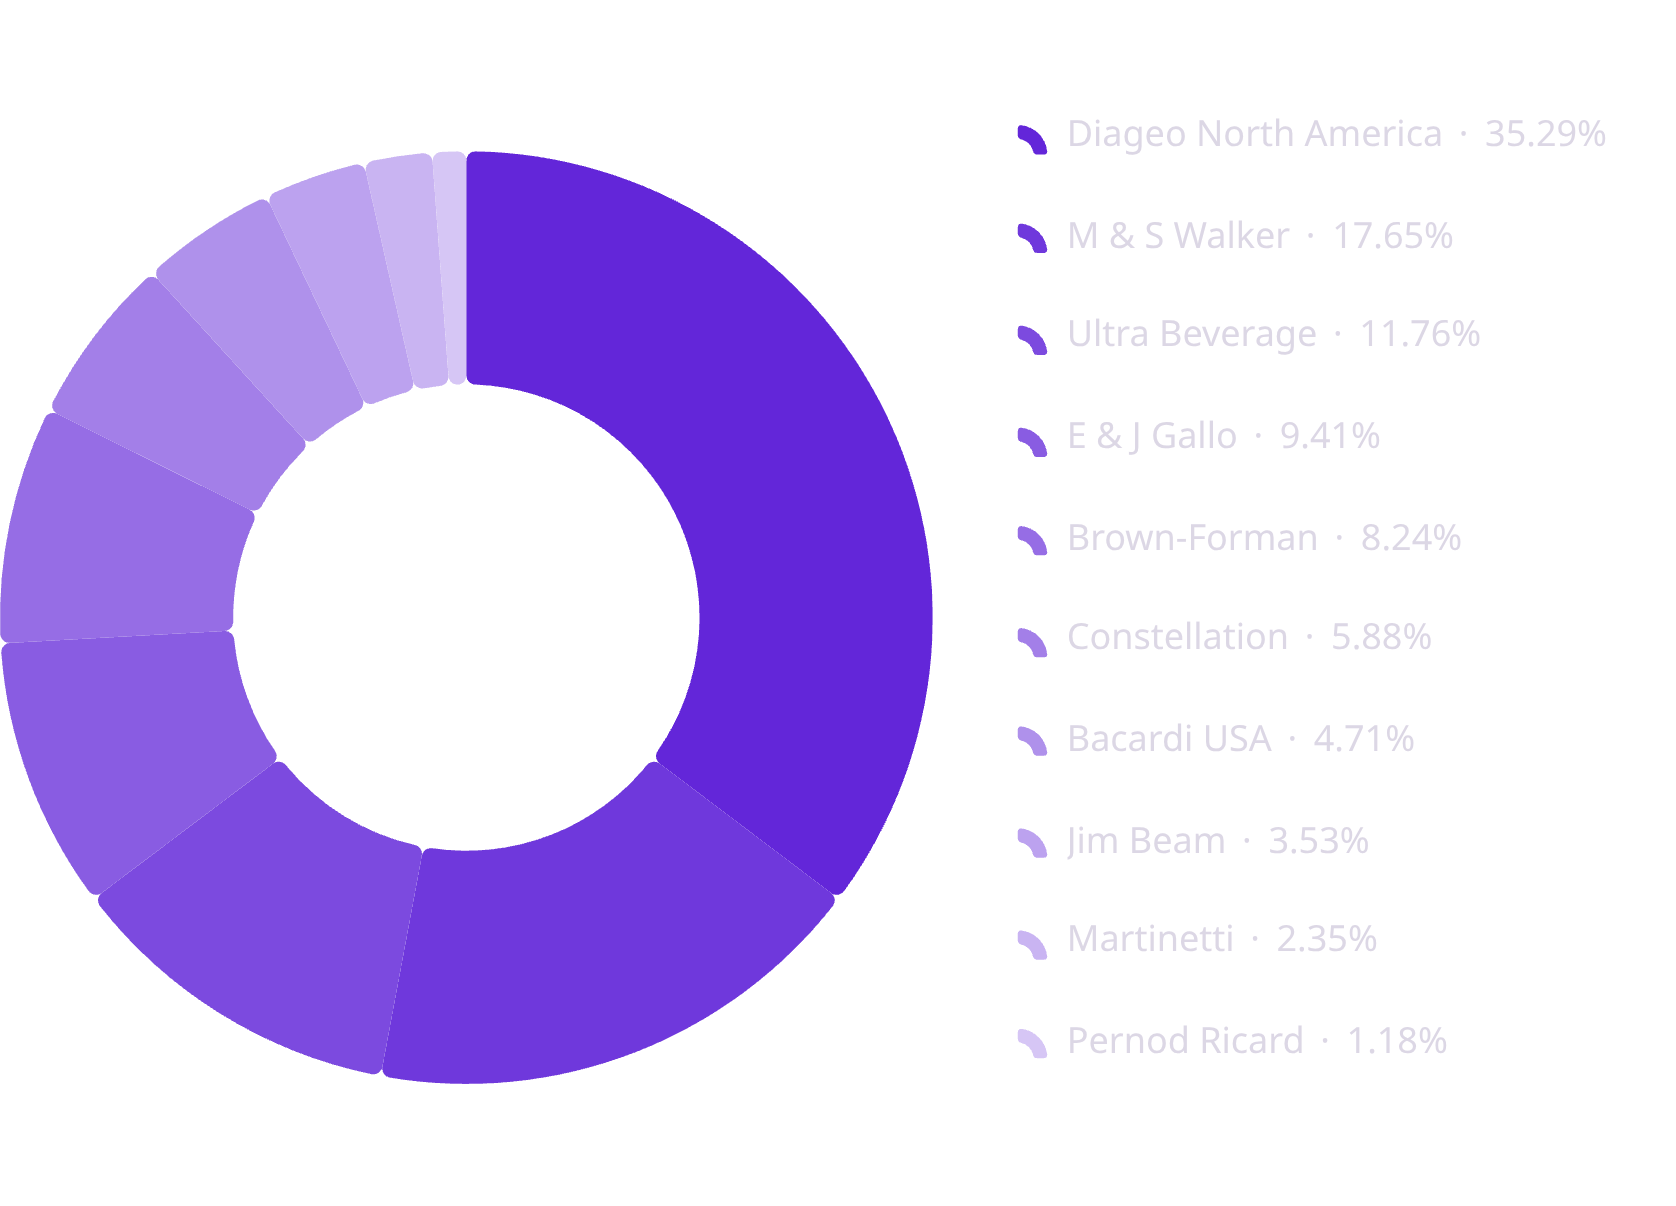 Diageo North America · 35.29%
M & S Walker · 17.65%
Ultra Beverage · 11.76%
E & J Gallo · 9.41%
Brown-Forman · 8.24%
Constellation · 5.88%
Bacardi USA · 4.71%
Jim Beam · 3.53%
Martinetti · 2.35%
Pernod Ricard · 1.18%